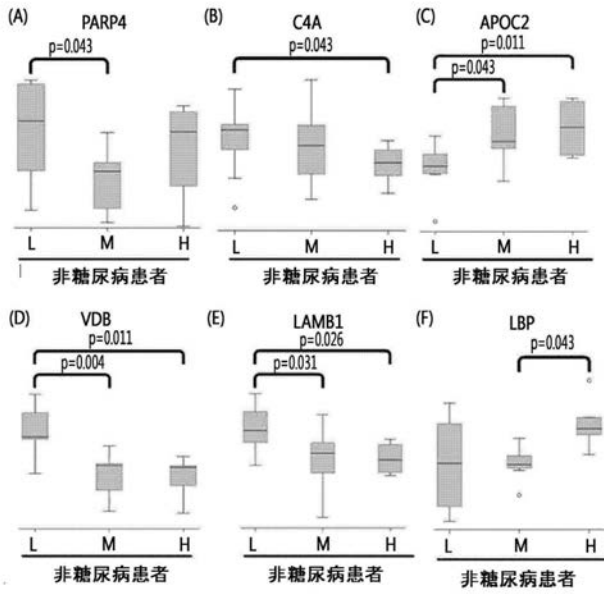 (A) PARP4
p=0.043
L M H
非糖尿病患者
(B) C4A
p=0.043
L M H
非糖尿病患者
(C) APOC2
p=0.011
p=0.043
L M H
非糖尿病患者
(D) VDB
p=0.011
p=0.004
L M H
非糖尿病患者
(E) LAMB1
p=0.026
p=0.031
L M H
非糖尿病患者
(F) LBP
p=0.043
L M H
非糖尿病患者